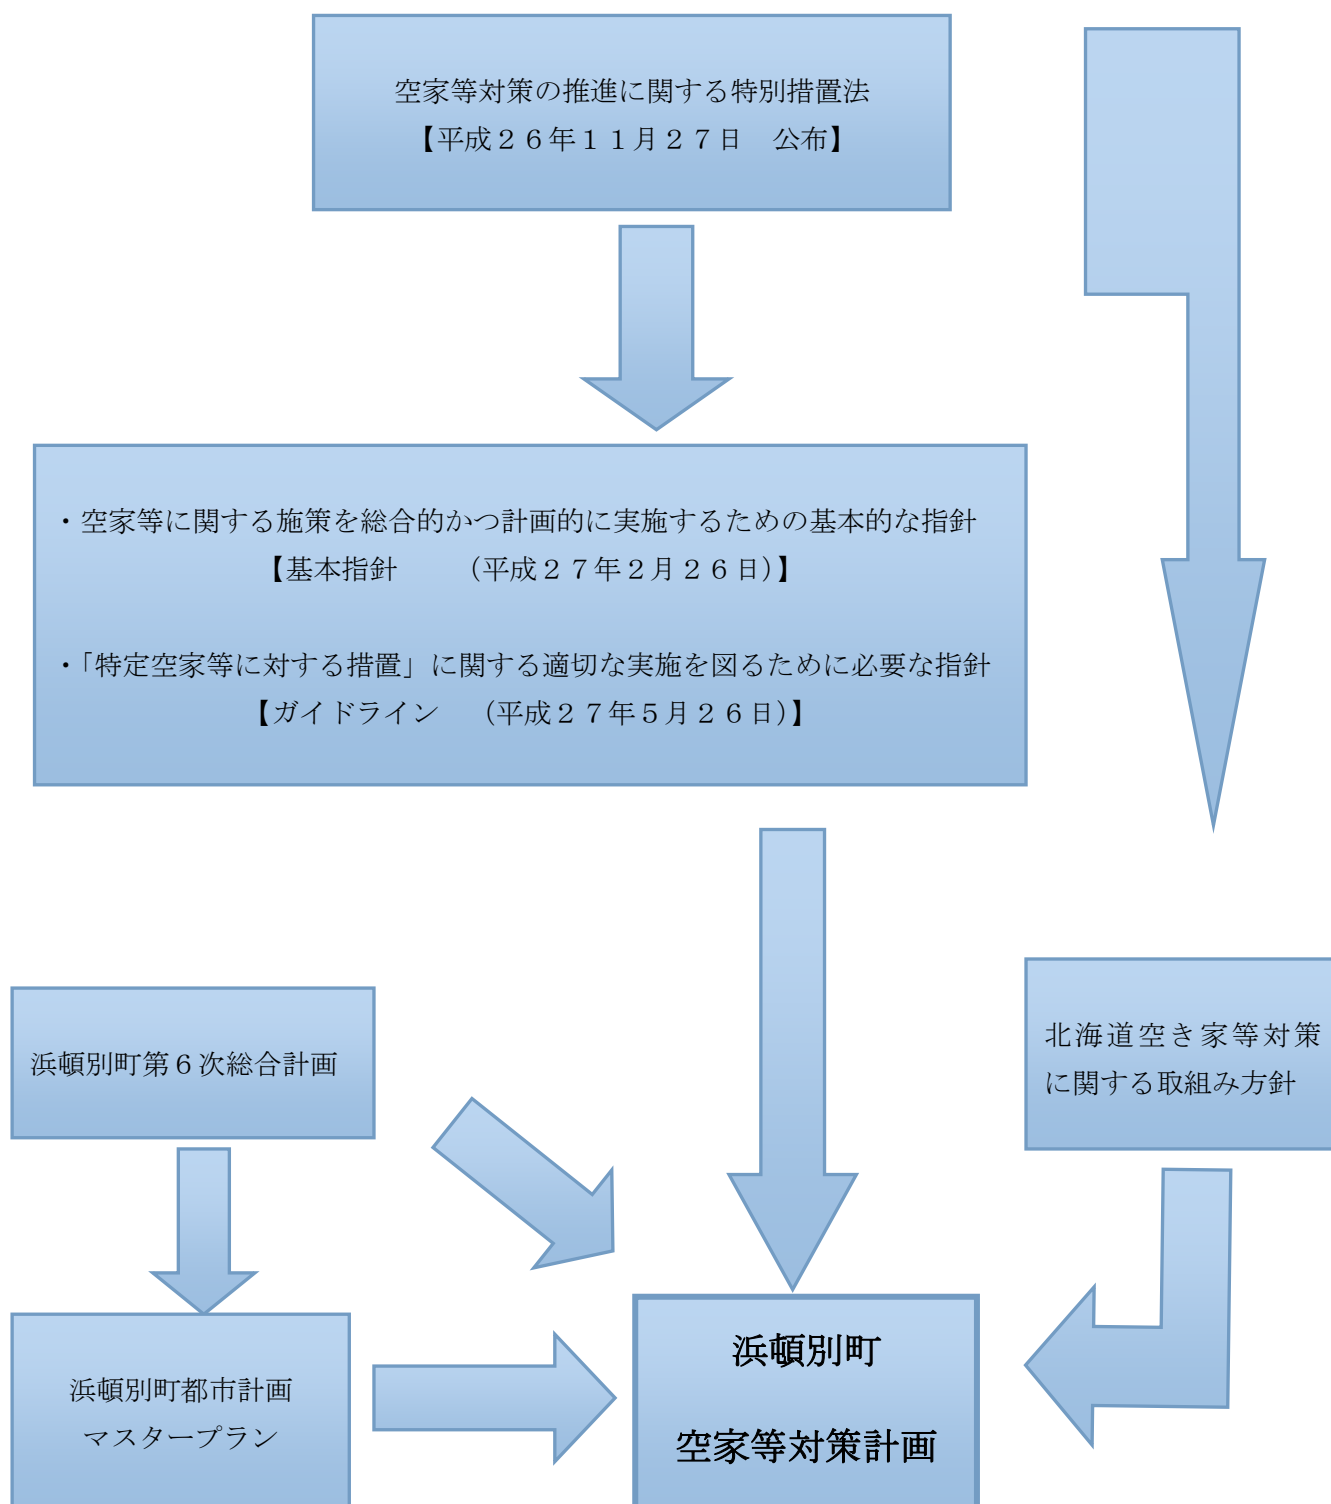 空家等対策の推進に関する特別措置法
【平成２６年１１月２７日　公布】
・空家等に関する施策を総合的かつ計画的に実施するための基本的な指針
【基本指針　　（平成２７年２月２６日）】
・「特定空家等に対する措置」に関する適切な実施を図るために必要な指針
【ガイドライン　（平成２７年５月２６日）】
浜頓別町第６次総合計画
北海道空き家等対策
に関する取組み方針
浜頓別町都市計画
マスタープラン
浜頓別町
空家等対策計画